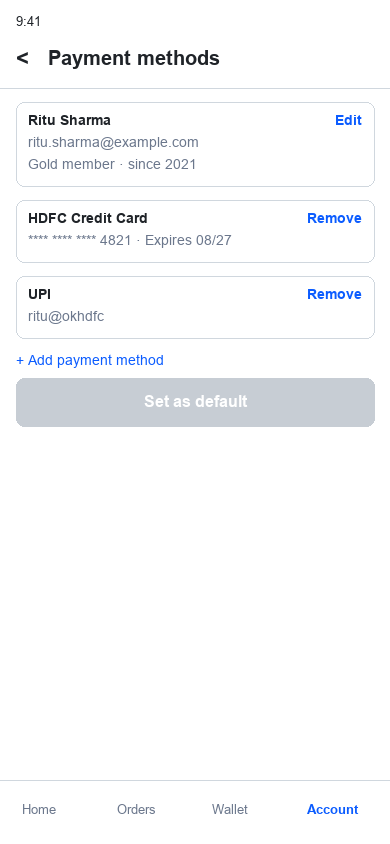 9:41
< Payment methods
Ritu Sharma Edit
ritu.sharma@example.com
Gold member · since 2021
HDFC Credit Card Remove
**** **** **** 4821 · Expires 08/27
UPI Remove
ritu@okhdfc
+ Add payment method
Set as default
Home Orders Wallet Account